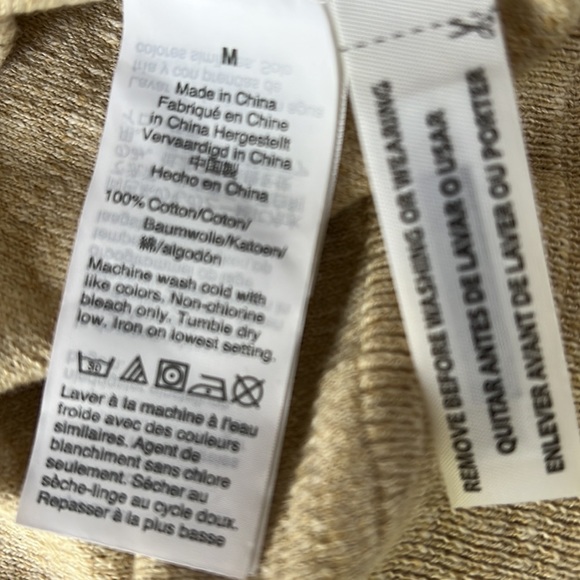 M
Made in China
Fabriqué en Chine
in China Hergestellt
Vervaardigd in China
中国製
Hecho en China
100% Cotton/Coton/
Baumwolle/Katoen/
綿/algodón
Machine wash cold with
like colors. Non-chlorine
bleach only. Tumble dry
low. Iron on lowest setting.
30
Laver à la machine à l'eau
froide avec des couleurs
similaires. Agent de
blanchiment sans chlore
seulement. Sécher au
sèche-linge au cycle doux.
Repasser à la plus basse
REMOVE BEFORE WASHING OR WEARING
QUITAR ANTES DE LAVAR O USAR
ENLEVER AVANT DE LAVER OU PORTER